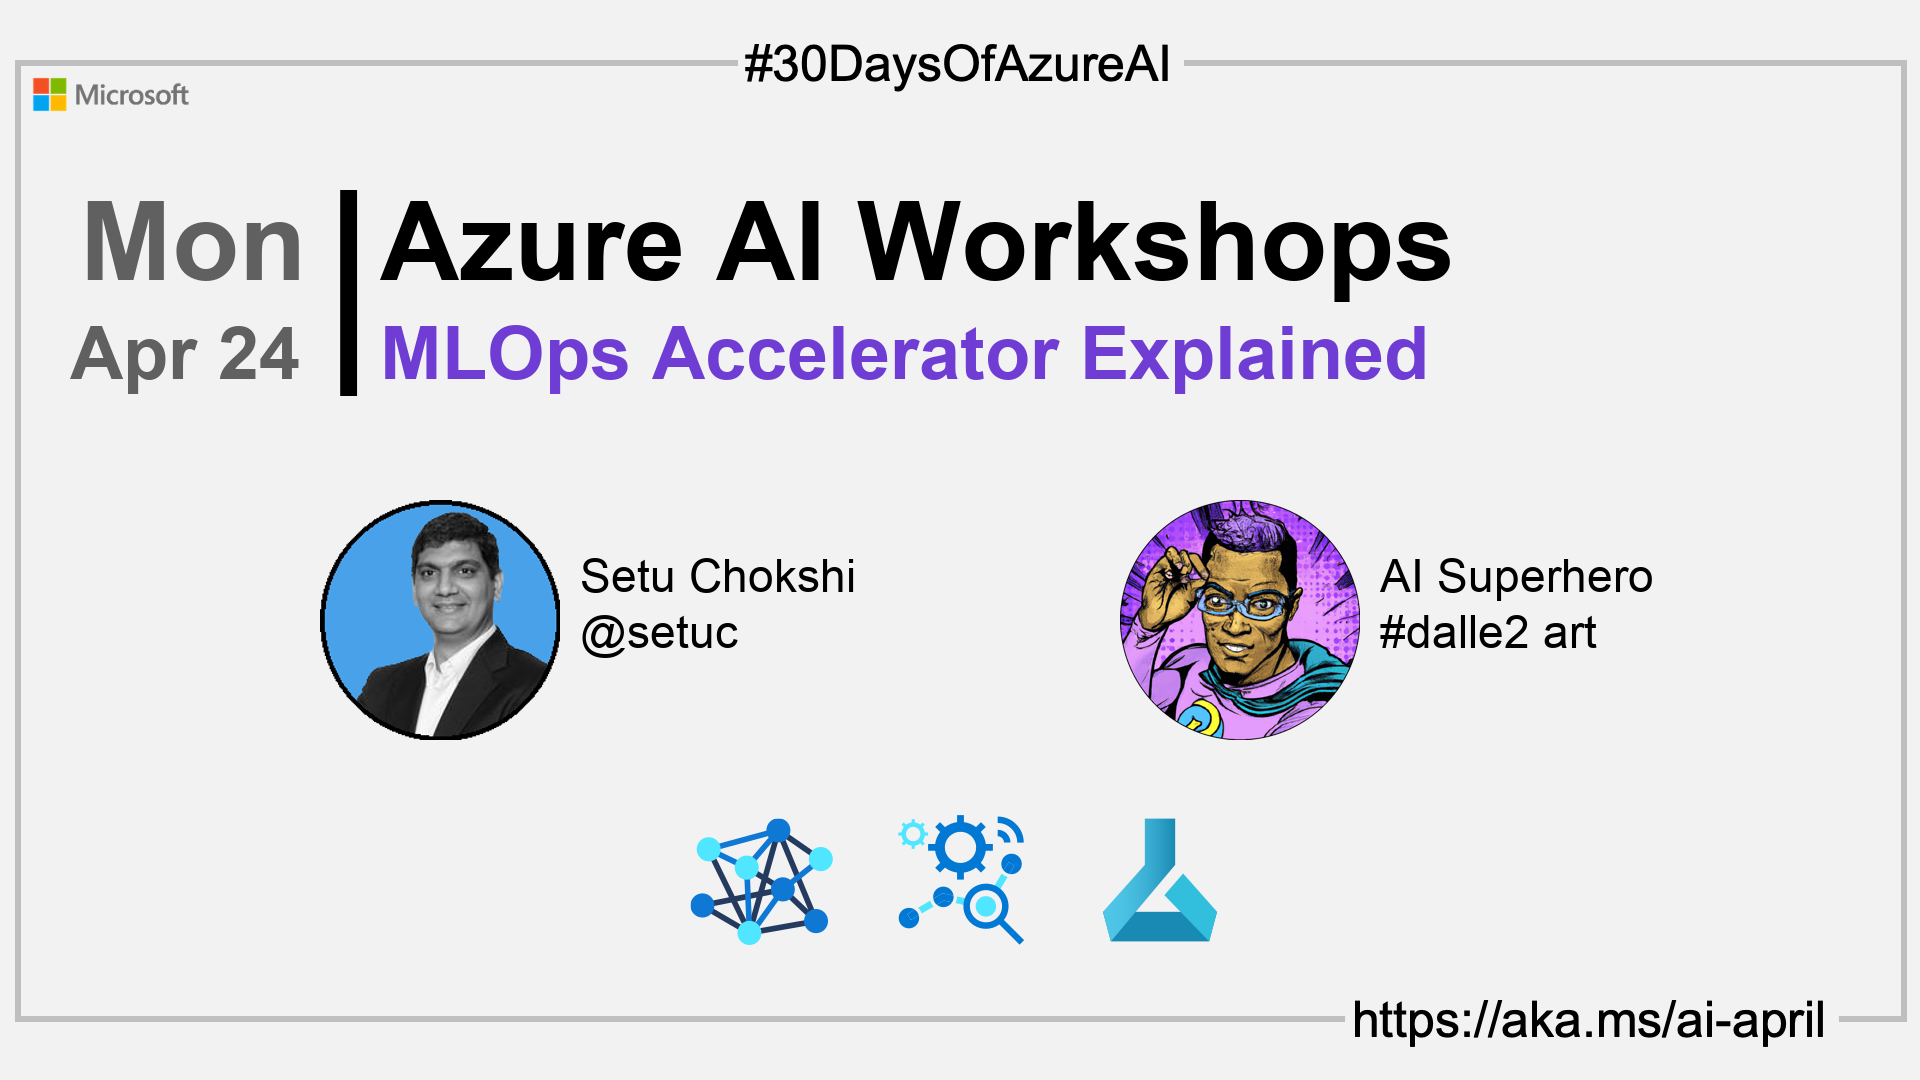 #30DaysOfAzureAI
Microsoft
Mon
Apr 24
Azure AI Workshops
MLOps Accelerator Explained
Setu Chokshi
@setuc
AI Superhero
#dalle2 art
https://aka.ms/ai-april